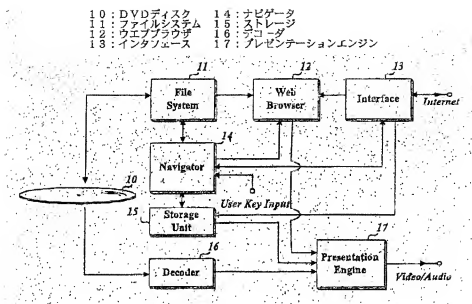 10：DVDディスク 14：ナビゲータ
11：ファイルシステム 15：ストレージ
12：ウエブブラウザ 16：デコーダ
13：インタフェース 17：プレゼンテーションエンジン
11
File System
12
Web Browser
13
Interface
Internet
14
Navigator
10
User Key Input
15
Storage Unit
16
Decoder
17
Presentation Engine
Video/Audio